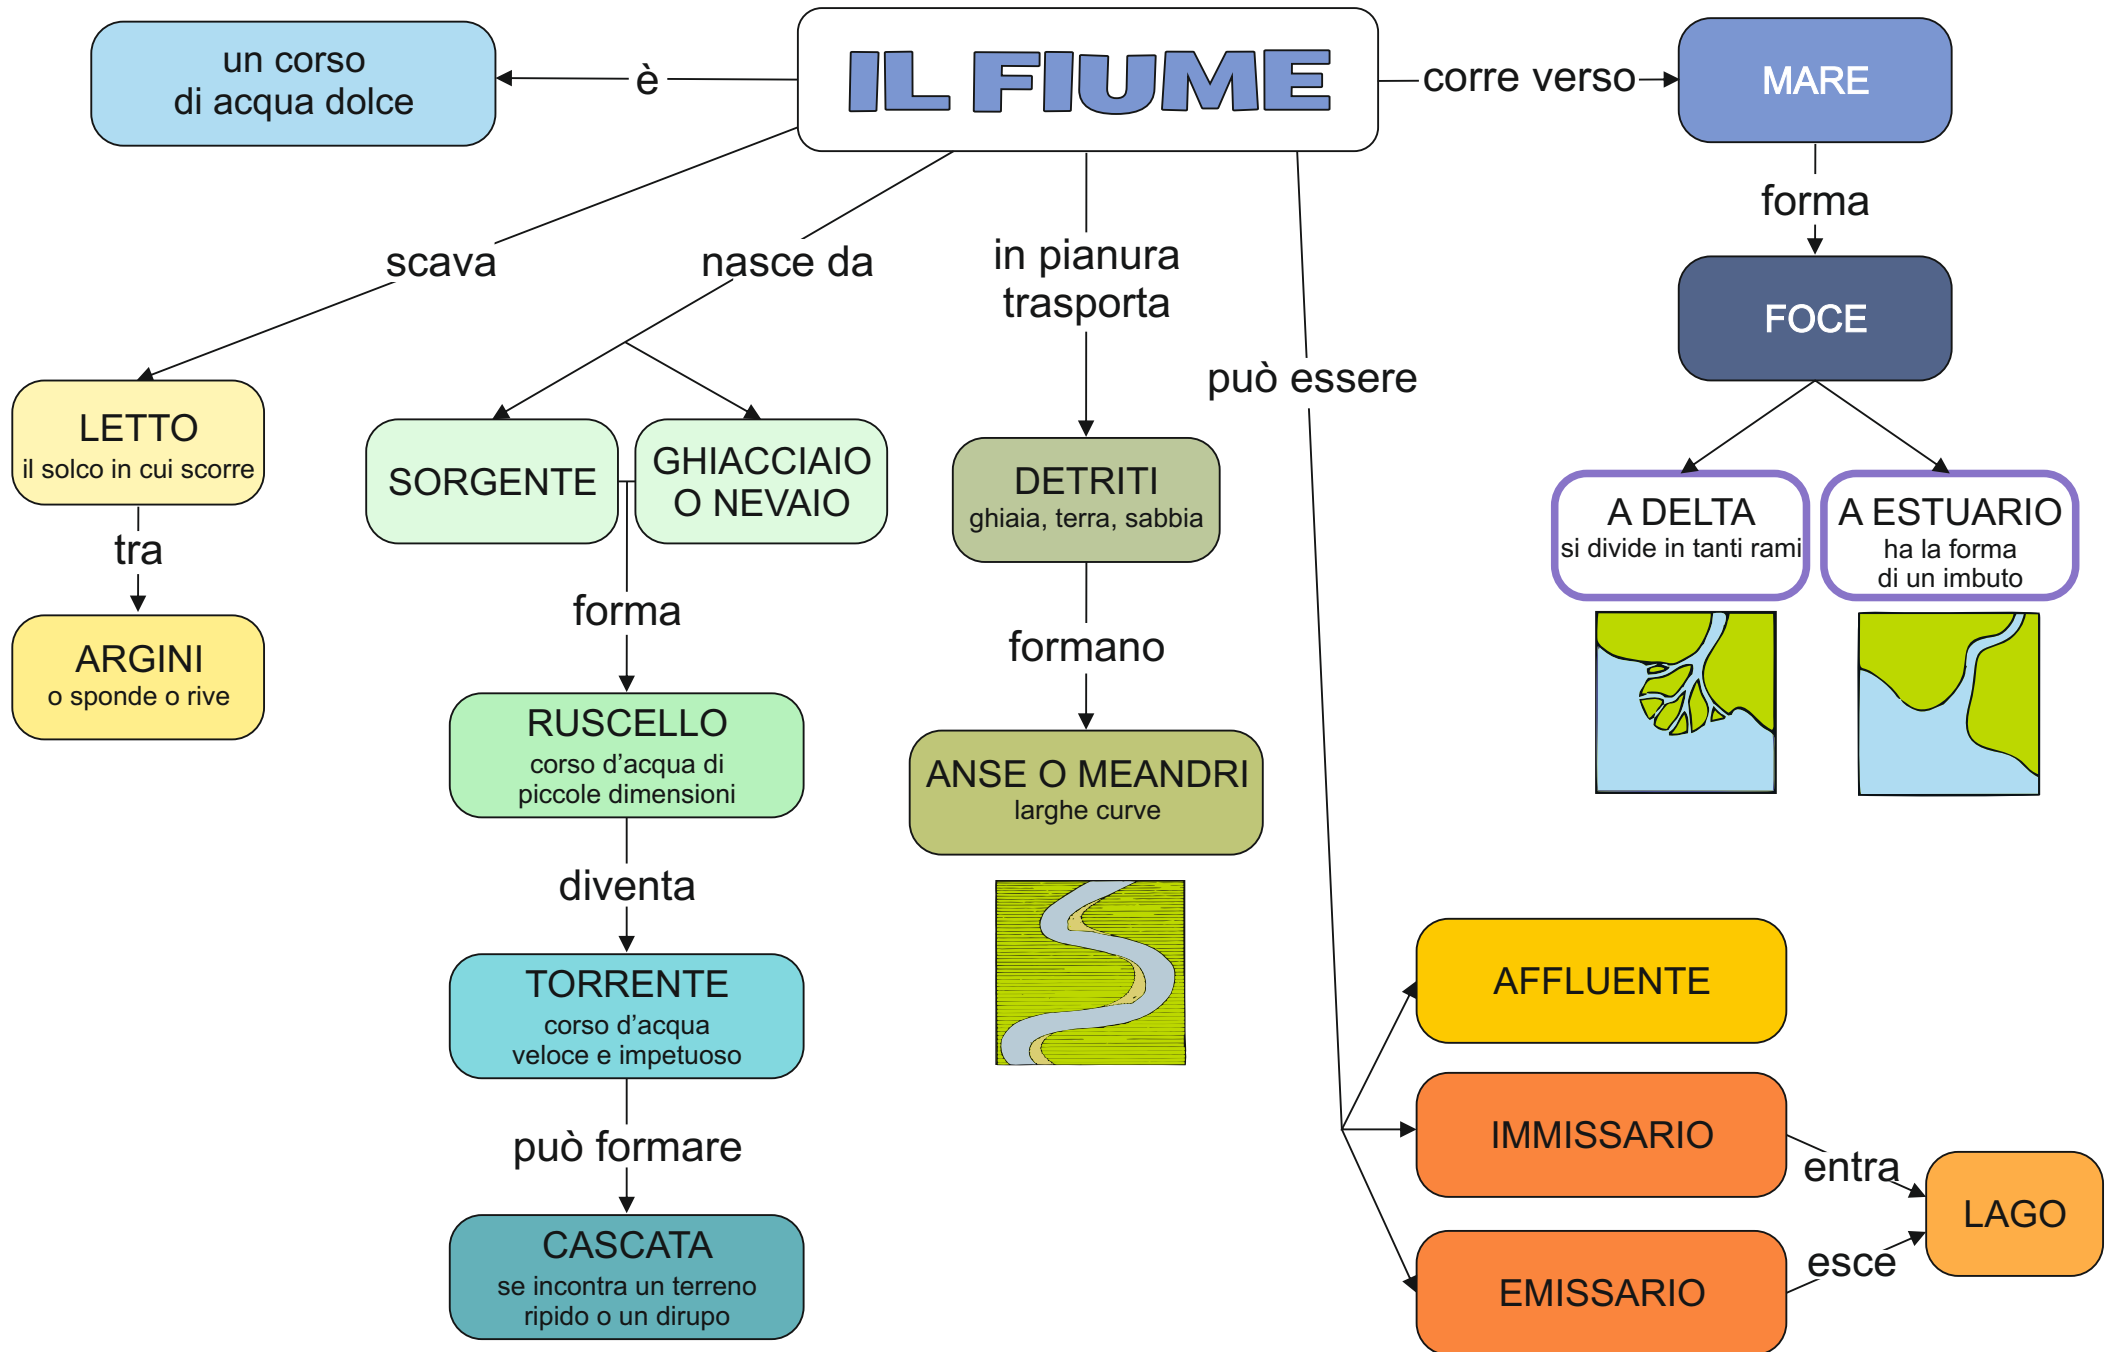 un corso
di acqua dolce
è
IL FIUME
corre verso
MARE
forma
FOCE
A DELTA
si divide in tanti rami
A ESTUARIO
ha la forma
di un imbuto
scava
LETTO
il solco in cui scorre
tra
ARGINI
o sponde o rive
nasce da
SORGENTE
GHIACCIAIO
O NEVAIO
forma
RUSCELLO
corso d’acqua di
piccole dimensioni
diventa
TORRENTE
corso d’acqua
veloce e impetuoso
può formare
CASCATA
se incontra un terreno
ripido o un dirupo
in pianura
trasporta
DETRITI
ghiaia, terra, sabbia
formano
ANSE O MEANDRI
larghe curve
può essere
AFFLUENTE
IMMISSARIO
entra
EMISSARIO
esce
LAGO